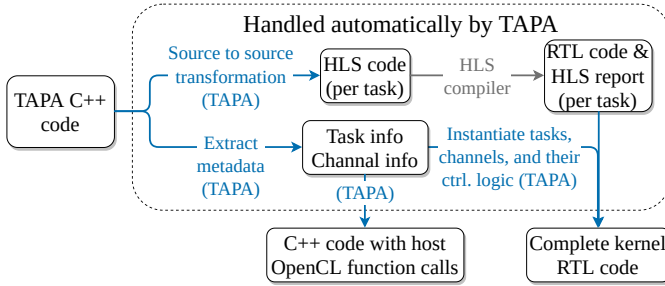 Handled automatically by TAPA
TAPA C++
code
Source to source
transformation
(TAPA)
HLS code
(per task)
HLS
compiler
RTL code &
HLS report
(per task)
Extract
metadata
(TAPA)
Task info
Channal info
Instantiate tasks,
channels, and their
ctrl. logic (TAPA)
(TAPA)
C++ code with host
OpenCL function calls
Complete kernel
RTL code